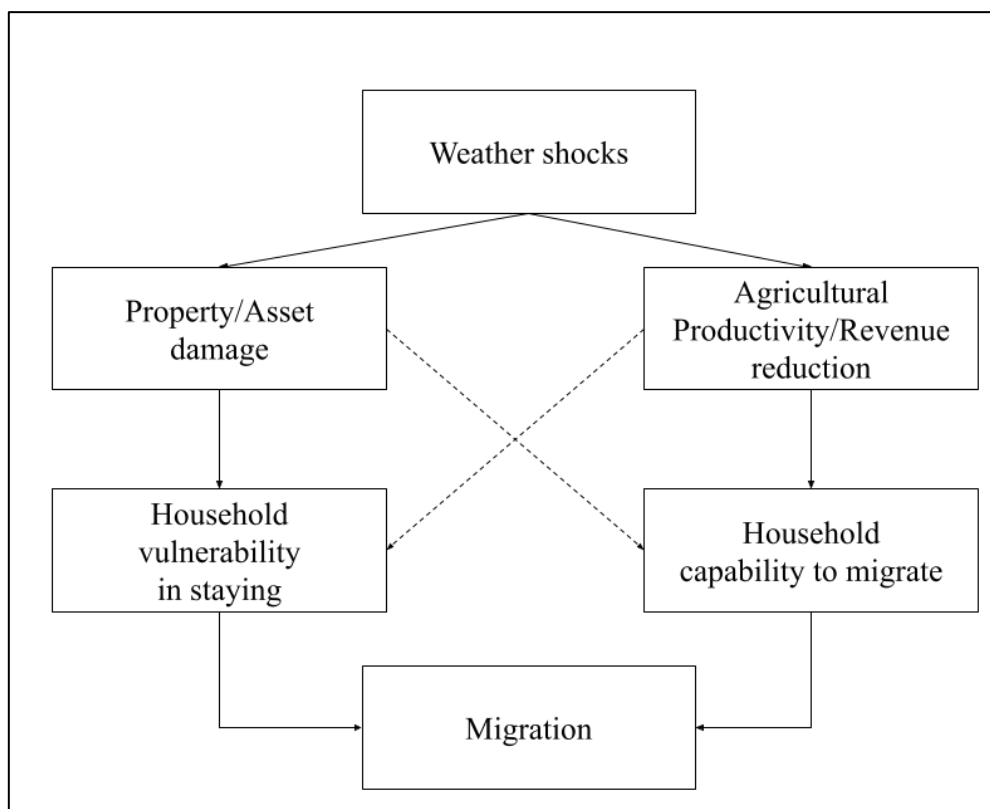 Weather shocks
Property/Asset
damage
Agricultural
Productivity/Revenue
reduction
Household
vulnerability
in staying
Household
capability to migrate
Migration